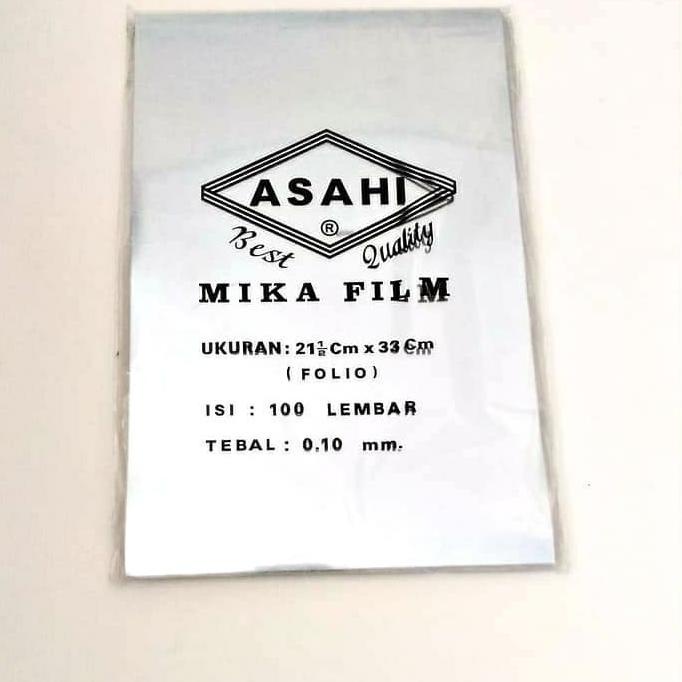 ASAHI
®
Best Quality
MIKA FILM
UKURAN: 21½ Cm x 33 Cm
( FOLIO )
ISI : 100 LEMBAR
TEBAL : 0,10 mm.